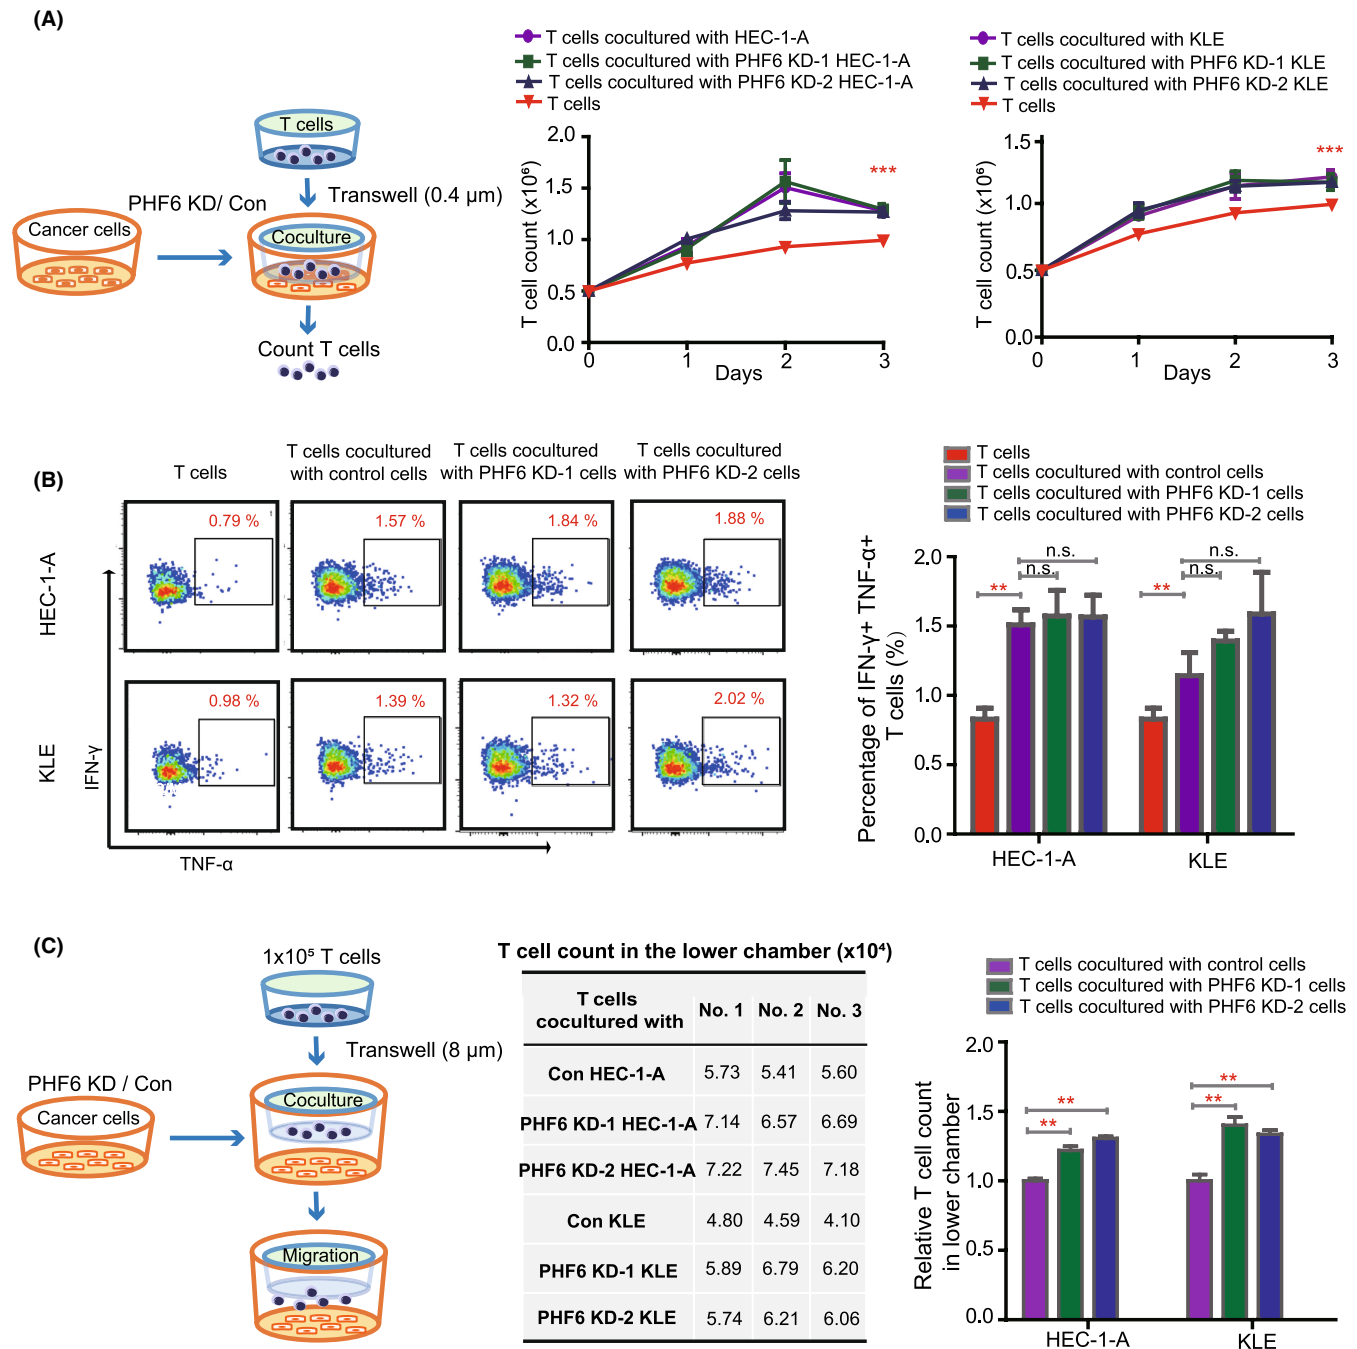 (A)
T cells
PHF6 KD/ Con
Transwell (0.4 µm)
Cancer cells
Coculture
Count T cells
T cells cocultured with HEC-1-A
T cells cocultured with PHF6 KD-1 HEC-1-A
T cells cocultured with PHF6 KD-2 HEC-1-A
T cells
T cell count (x10⁶)
2.0
1.5
1.0
0.5
0.0
***
0 1 2 3
Days
T cells cocultured with KLE
T cells cocultured with PHF6 KD-1 KLE
T cells cocultured with PHF6 KD-2 KLE
T cells
T cell count (x10⁶)
1.5
1.0
0.5
0.0
***
0 1 2 3
Days
(B)
T cells
T cells cocultured
with control cells
T cells cocultured
with PHF6 KD-1 cells
T cells cocultured
with PHF6 KD-2 cells
HEC-1-A
0.79 %
1.57 %
1.84 %
1.88 %
KLE
0.98 %
1.39 %
1.32 %
2.02 %
IFN-γ
TNF-α
T cells
T cells cocultured with control cells
T cells cocultured with PHF6 KD-1 cells
T cells cocultured with PHF6 KD-2 cells
Percentage of IFN-γ+ TNF-α+
T cells (%)
2.0
1.5
1.0
0.5
0.0
n.s.
n.s.
**
n.s.
n.s.
**
HEC-1-A
KLE
(C)
1x10⁵ T cells
Transwell (8 µm)
PHF6 KD / Con
Cancer cells
Coculture
Migration
T cell count in the lower chamber (x10⁴)
T cells
cocultured with
No. 1 No. 2 No. 3
Con HEC-1-A 5.73 5.41 5.60
PHF6 KD-1 HEC-1-A 7.14 6.57 6.69
PHF6 KD-2 HEC-1-A 7.22 7.45 7.18
Con KLE 4.80 4.59 4.10
PHF6 KD-1 KLE 5.89 6.79 6.20
PHF6 KD-2 KLE 5.74 6.21 6.06
T cells cocultured with control cells
T cells cocultured with PHF6 KD-1 cells
T cells cocultured with PHF6 KD-2 cells
Relative T cell count
in lower chamber
2.0
1.5
1.0
0.5
0.0
**
**
**
**
HEC-1-A
KLE